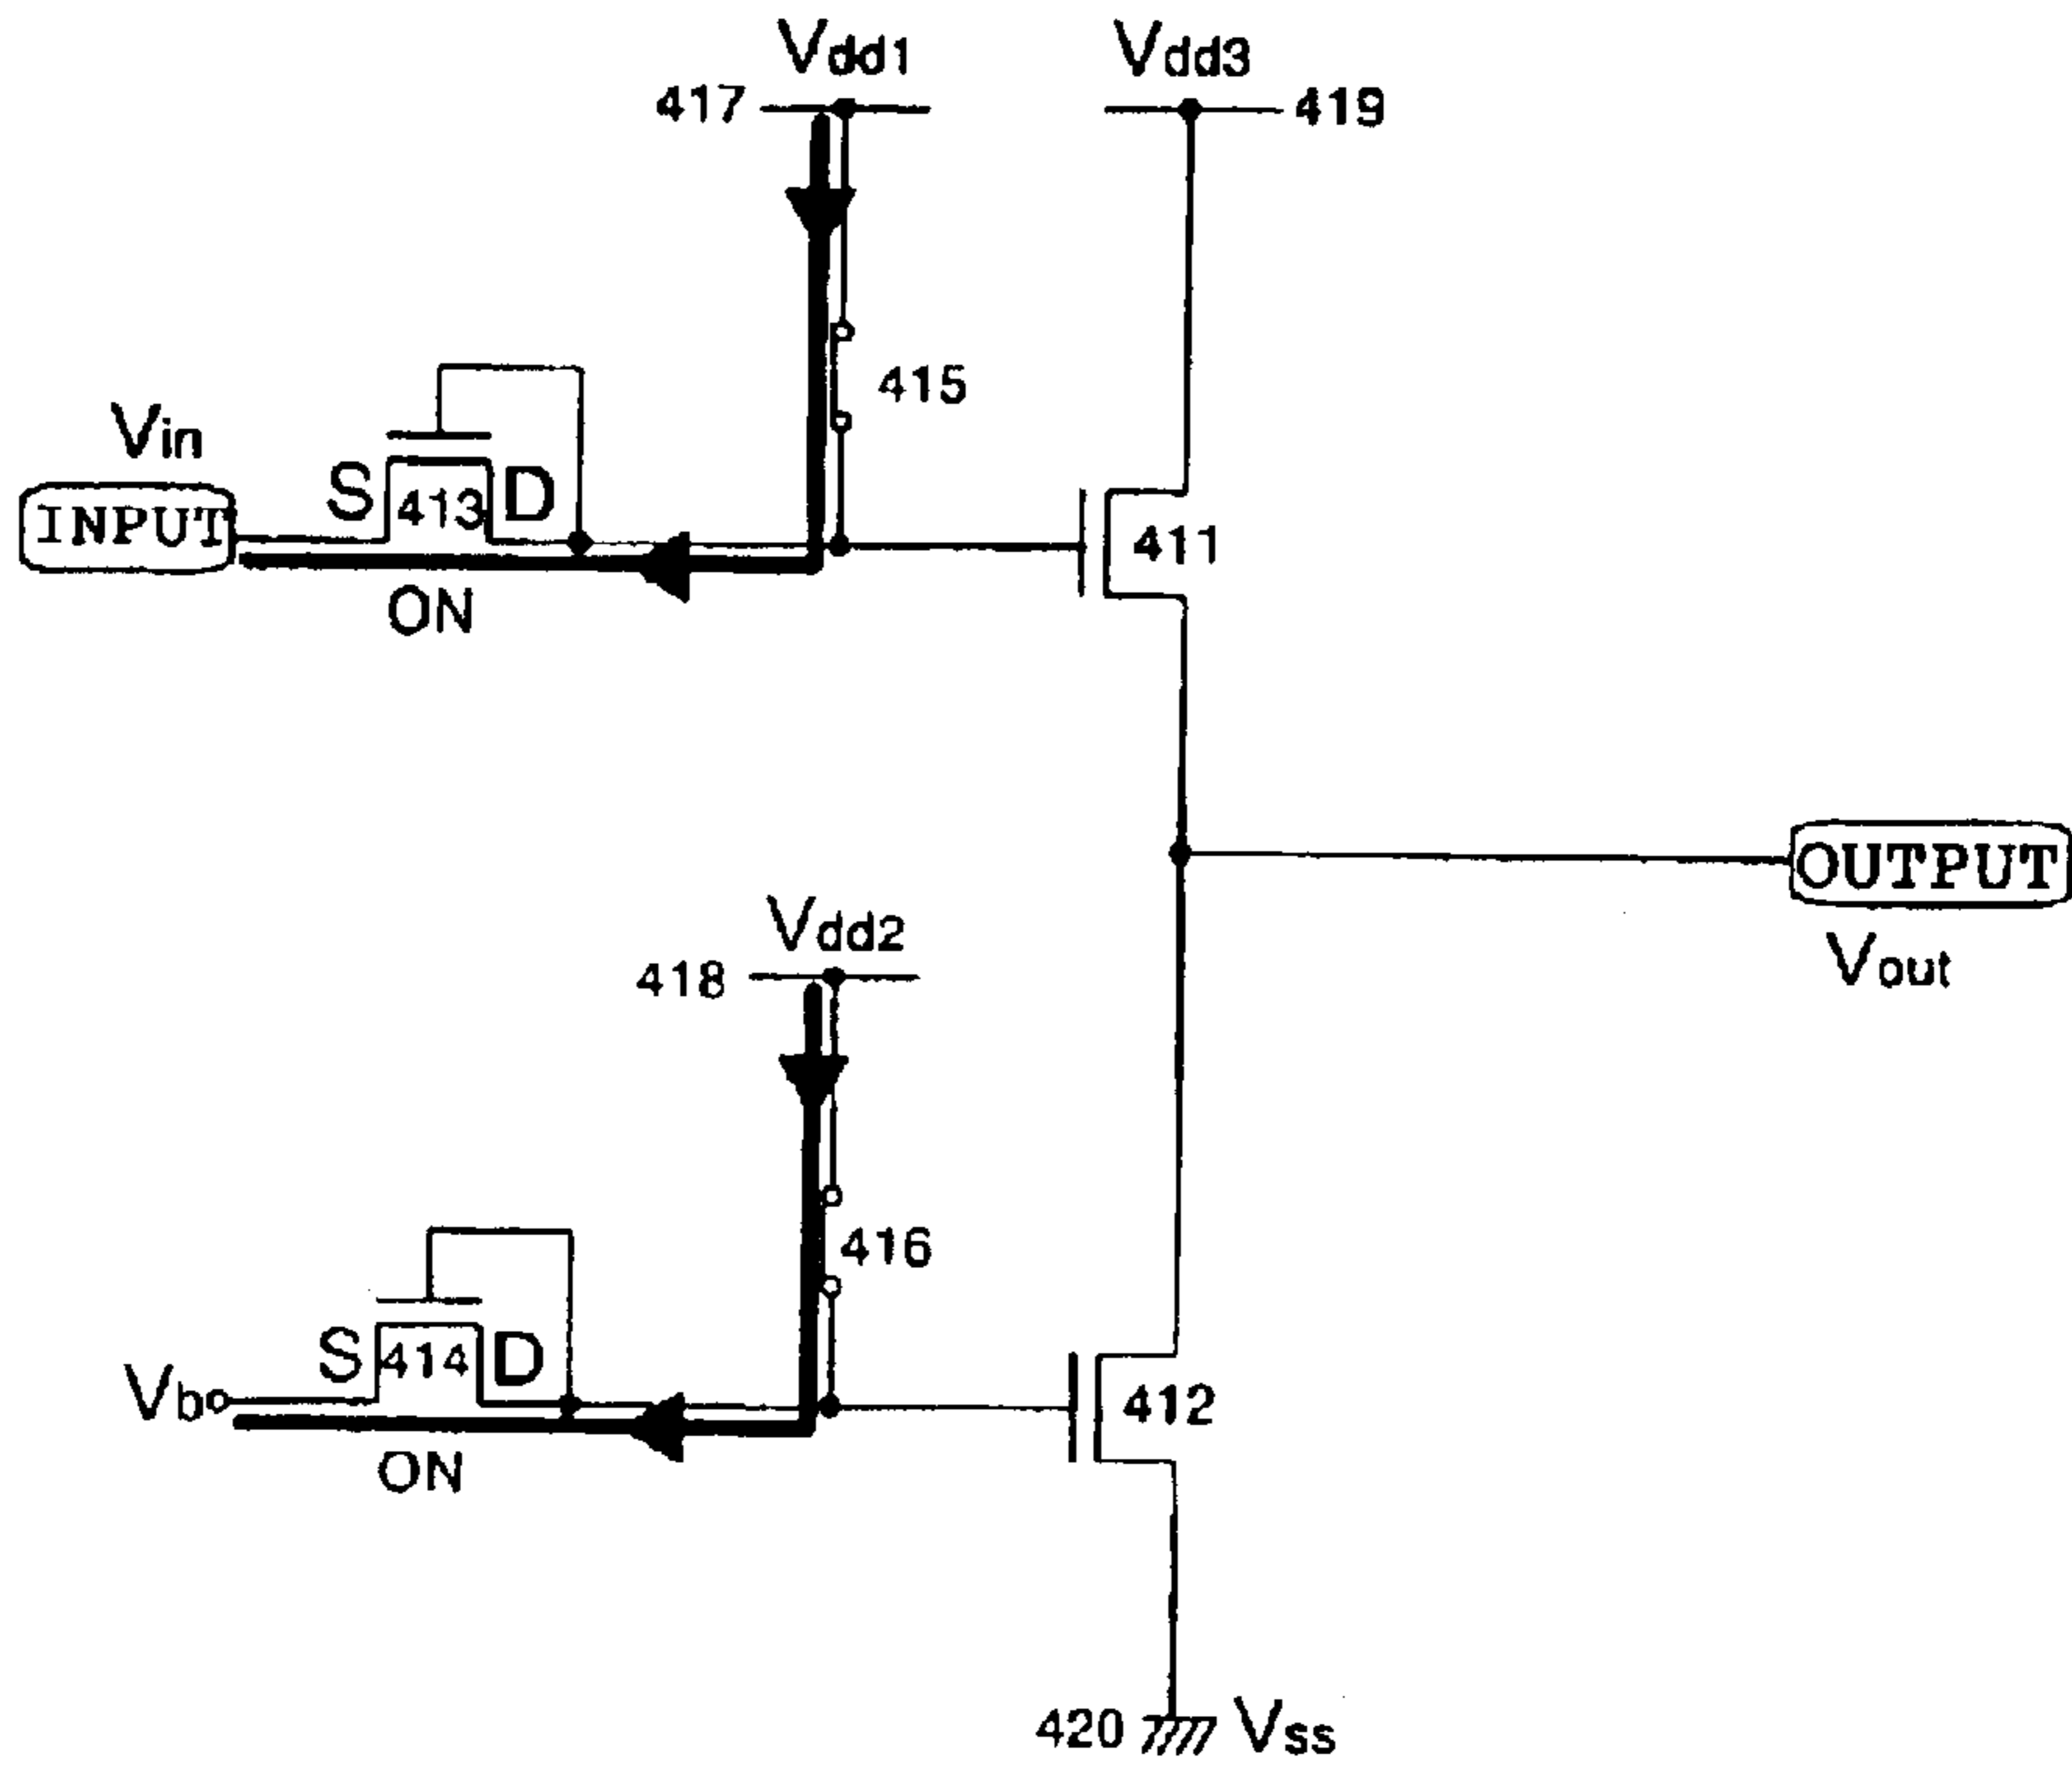 Vdd1
Vdd3
417
419
415
Vin
S
413
D
INPUT
411
ON
OUTPUT
Vout
Vdd2
418
416
S
414
D
Vb
412
ON
420
Vss